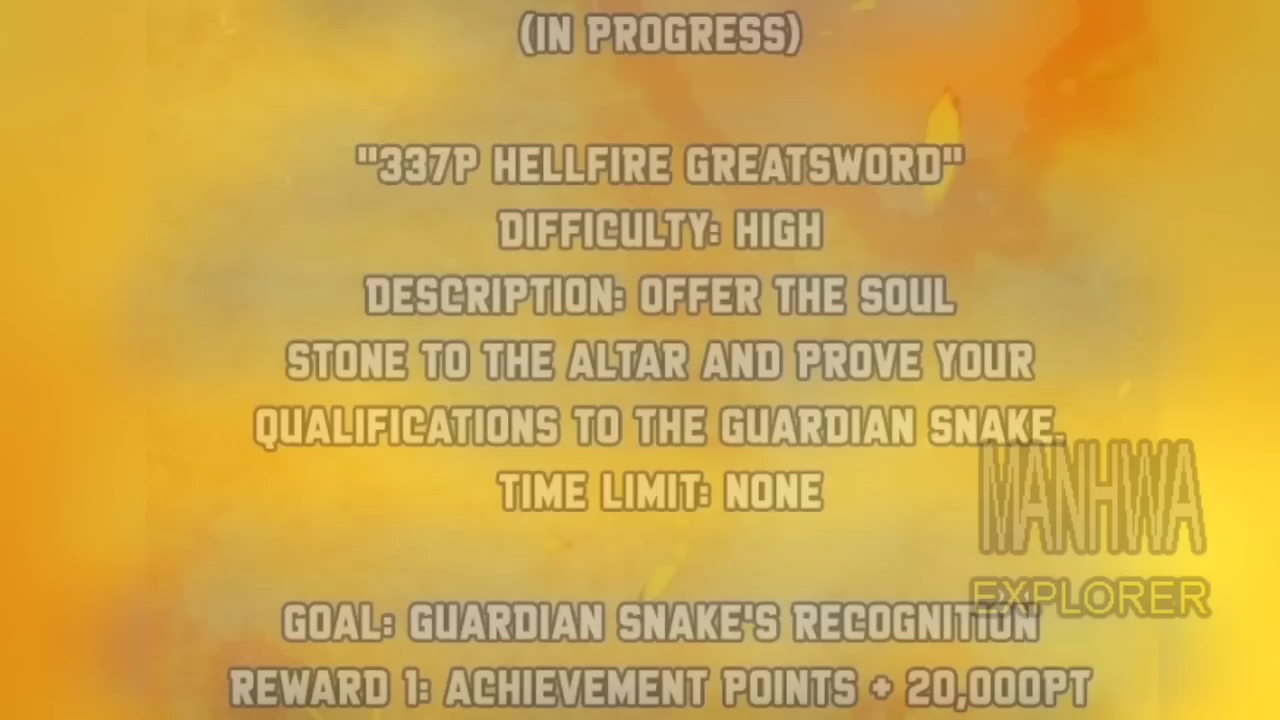 (IN PROGRESS)
"337P HELLFIRE GREATSWORD"
DIFFICULTY: HIGH
DESCRIPTION: OFFER THE SOUL
STONE TO THE ALTAR AND PROVE YOUR
QUALIFICATIONS TO THE GUARDIAN SNAKE.
TIME LIMIT: NONE
MANHWA
EXPLORER
GOAL: GUARDIAN SNAKE'S RECOGNITION
REWARD 1: ACHIEVEMENT POINTS + 20,000PT